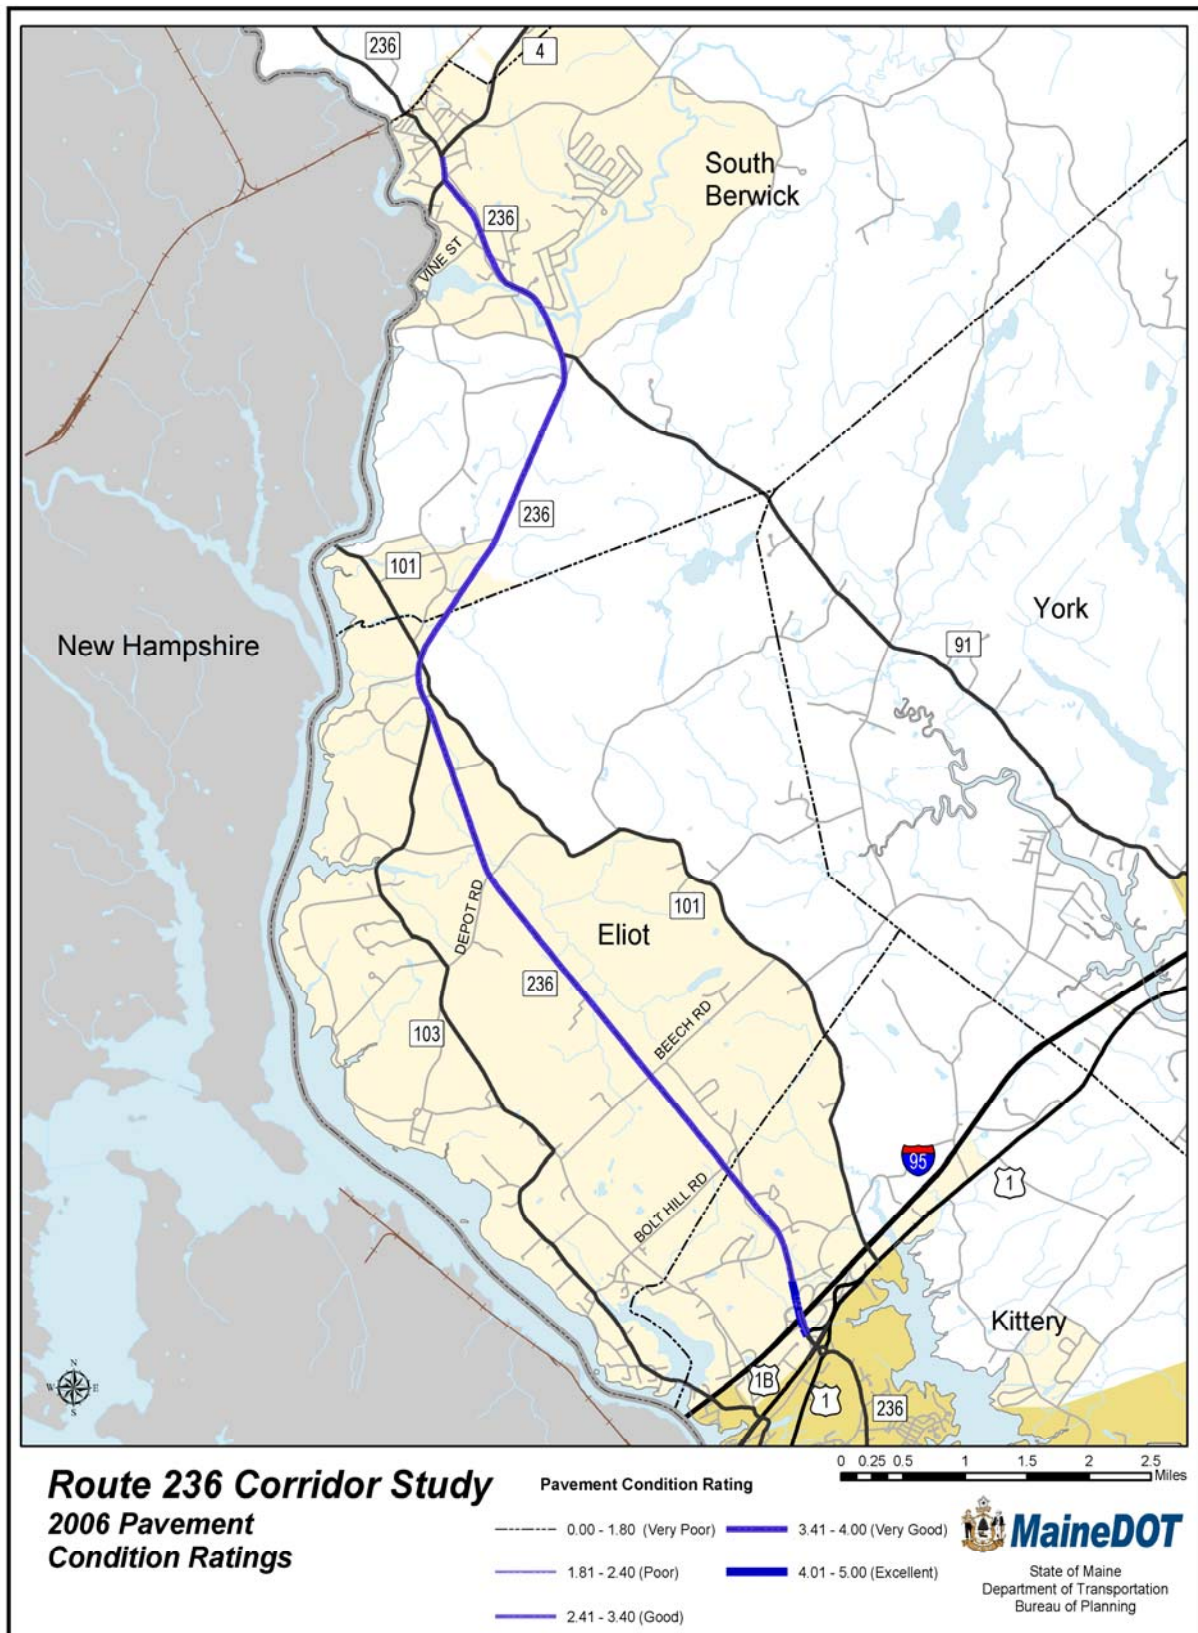 236
4
South
Berwick
236
VINE ST
236
101
York
New Hampshire
91
DEPOT RD
101
Eliot
236
BEECH RD
103
95
1
BOLT HILL RD
Kittery
N
W E
S
1B
1
236
Route 236 Corridor Study
2006 Pavement
Condition Ratings
Pavement Condition Rating
0.00 - 1.80 (Very Poor)
1.81 - 2.40 (Poor)
2.41 - 3.40 (Good)
3.41 - 4.00 (Very Good)
4.01 - 5.00 (Excellent)
0 0.25 0.5 1 1.5 2 2.5
Miles
MaineDOT
State of Maine
Department of Transportation
Bureau of Planning